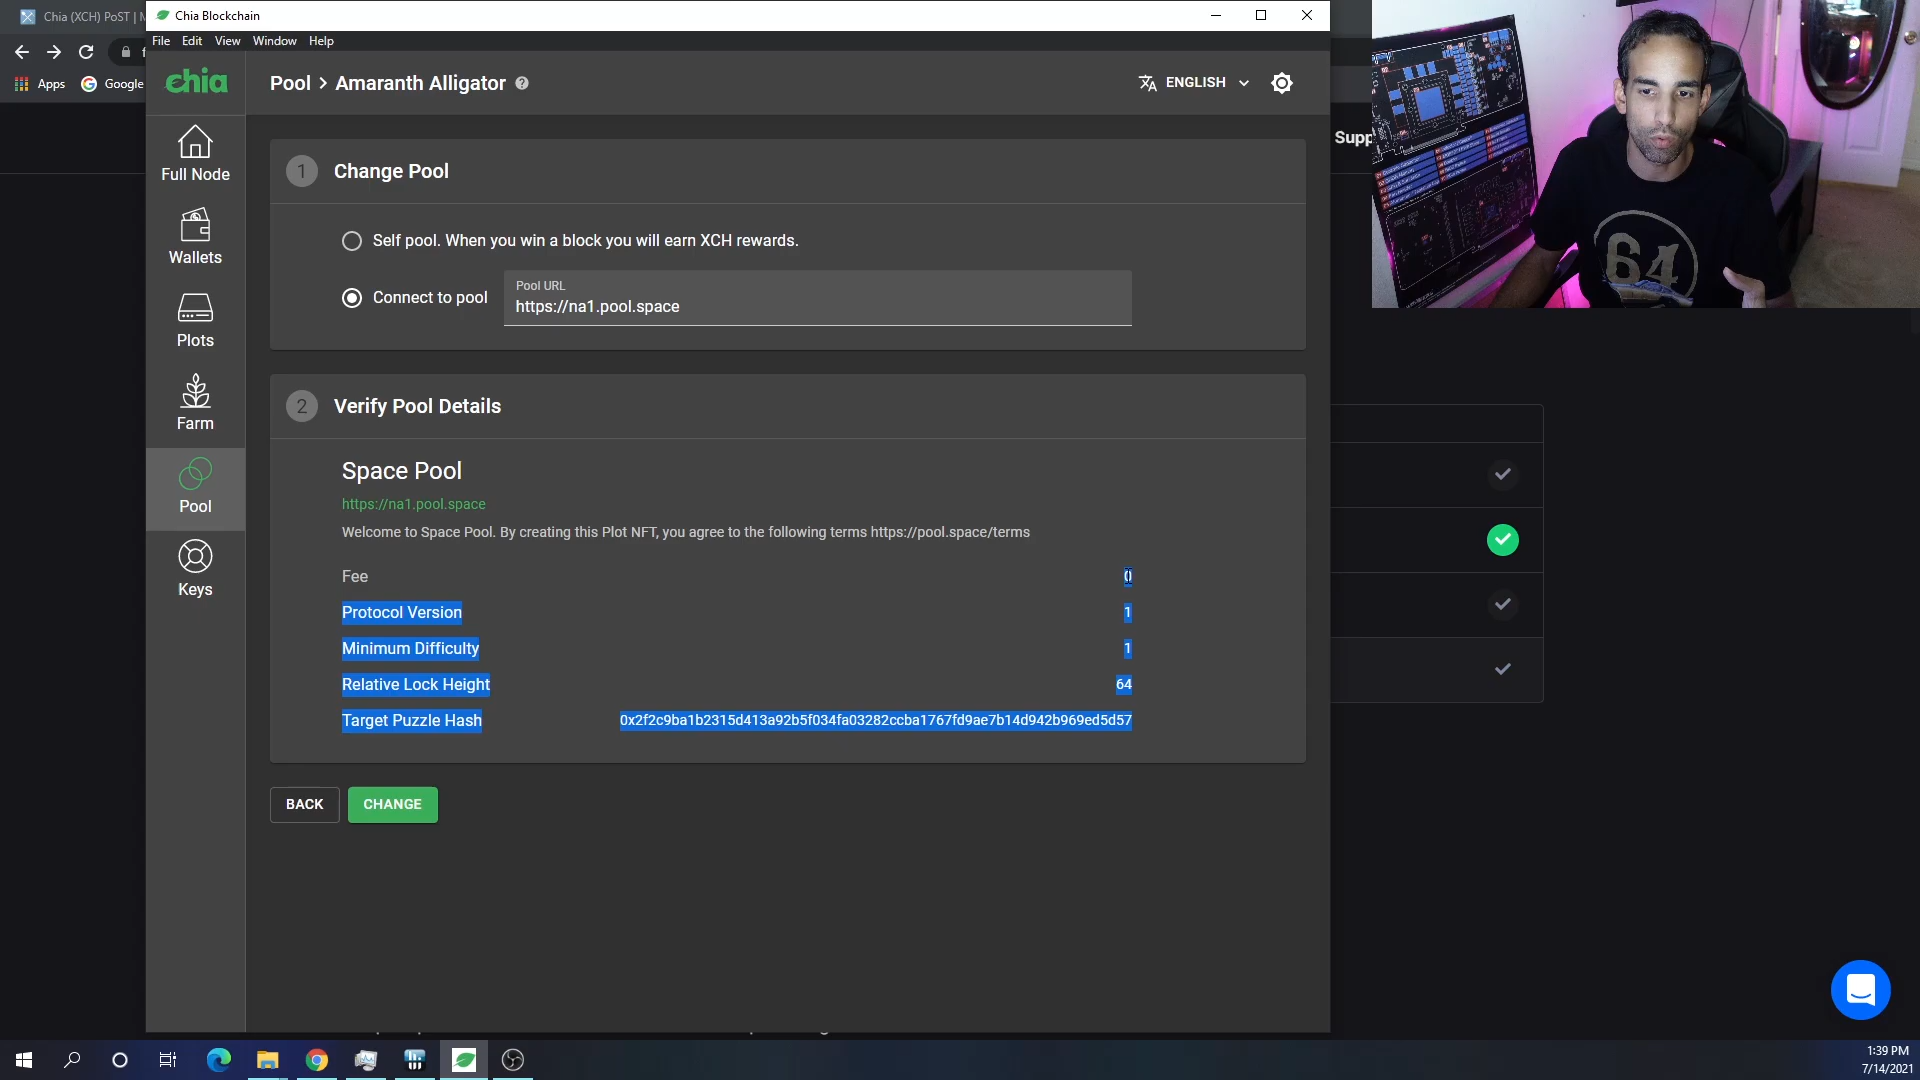 Chia (XCH) PoST | M
Chia Blockchain
File Edit View Window Help
Apps Google
chia
Pool > Amaranth Alligator
ENGLISH
Full Node
Wallets
Plots
Farm
Pool
Keys
1 Change Pool
Self pool. When you win a block you will earn XCH rewards.
Connect to pool
Pool URL
https://na1.pool.space
2 Verify Pool Details
Space Pool
https://na1.pool.space
Welcome to Space Pool. By creating this Plot NFT, you agree to the following terms https://pool.space/terms
Fee 0
Protocol Version 1
Minimum Difficulty 1
Relative Lock Height 64
Target Puzzle Hash 0x2f2c9ba1b2315d413a92b5f034fa03282ccba1767fd9ae7b14d942b969ed5d57
BACK CHANGE
Supp
64
1:39 PM
7/14/2021